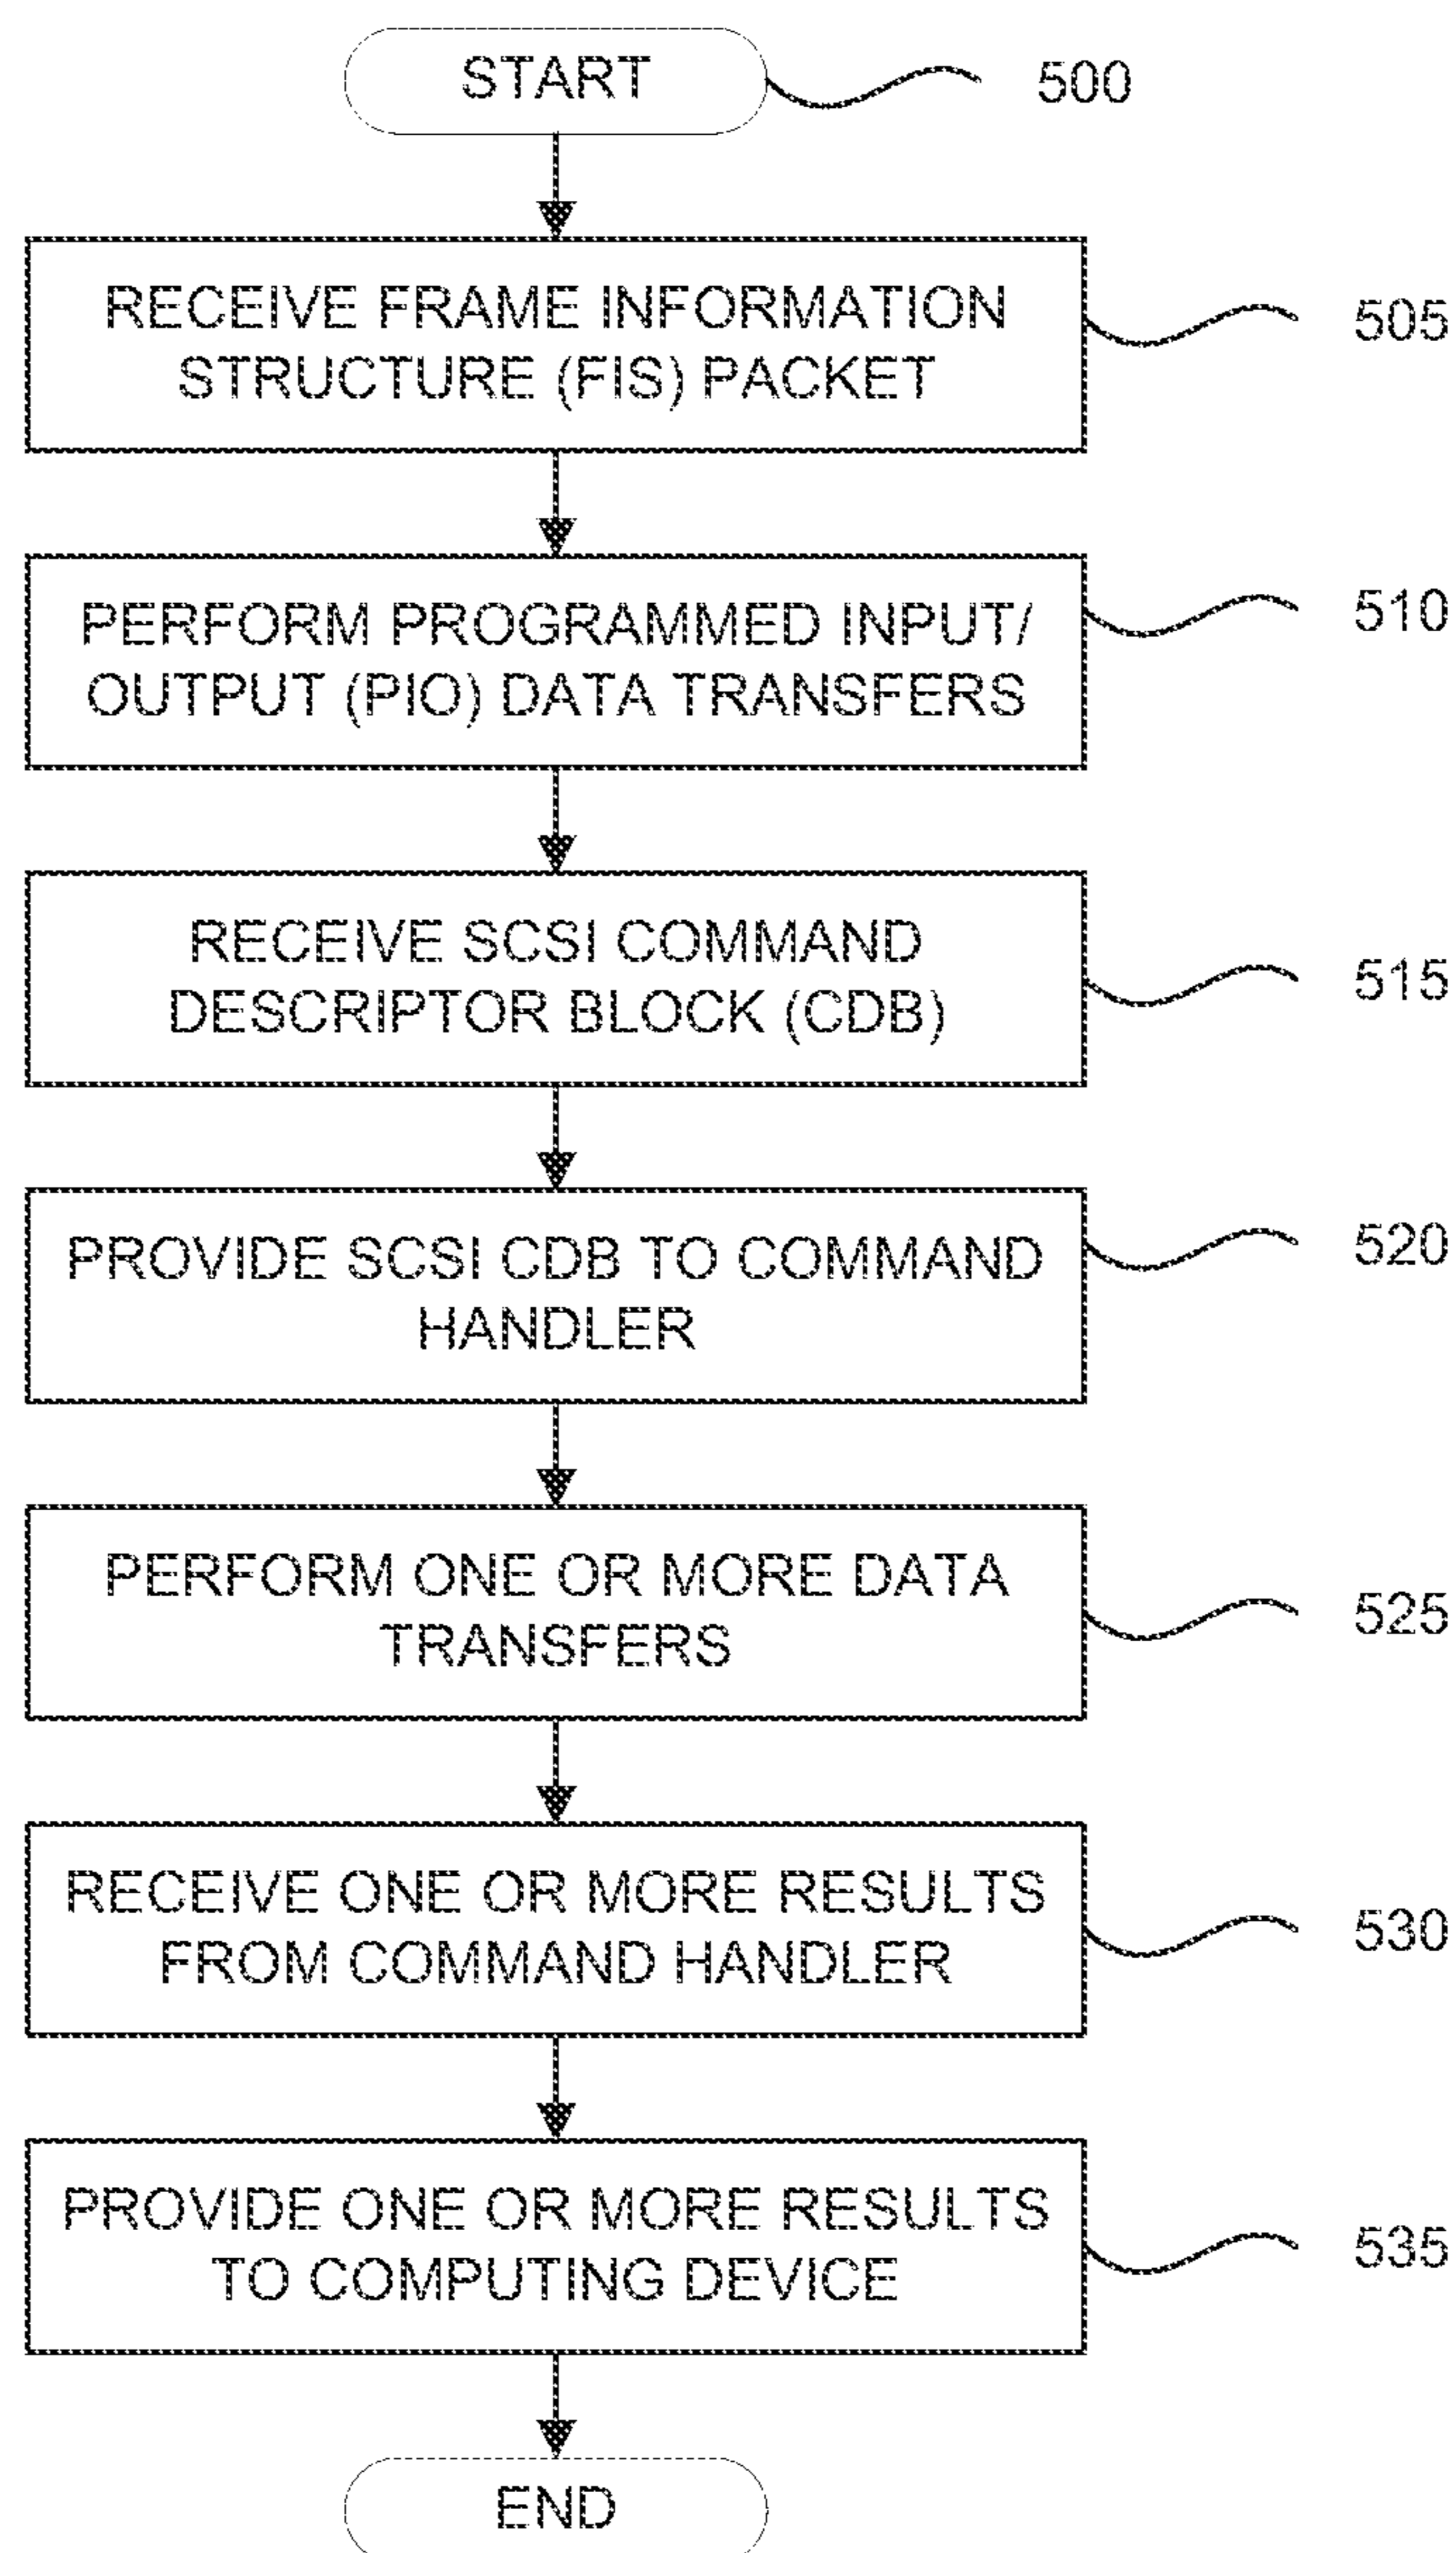 START
500
RECEIVE FRAME INFORMATION
STRUCTURE (FIS) PACKET
505
PERFORM PROGRAMMED INPUT/
OUTPUT (PIO) DATA TRANSFERS
510
RECEIVE SCSI COMMAND
DESCRIPTOR BLOCK (CDB)
515
PROVIDE SCSI CDB TO COMMAND
HANDLER
520
PERFORM ONE OR MORE DATA
TRANSFERS
525
RECEIVE ONE OR MORE RESULTS
FROM COMMAND HANDLER
530
PROVIDE ONE OR MORE RESULTS
TO COMPUTING DEVICE
535
END